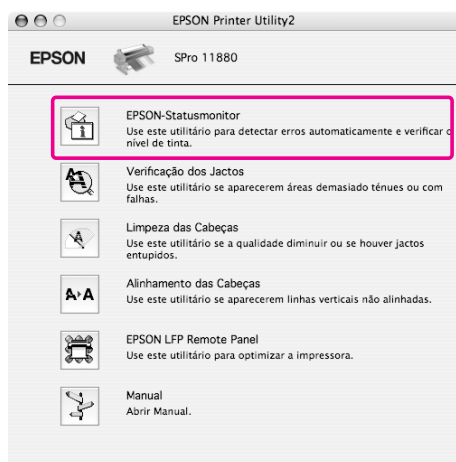 EPSON Printer Utility2
EPSON SPro 11880
EPSON-Statusmonitor
Use este utilitário para detectar erros automaticamente e verificar o
nível de tinta.
Verificação dos Jactos
Use este utilitário se aparecerem áreas demasiado ténues ou com
falhas.
Limpeza das Cabeças
Use este utilitário se a qualidade diminuir ou se houver jactos
entupidos.
Alinhamento das Cabeças
Use este utilitário se aparecerem linhas verticais não alinhadas.
EPSON LFP Remote Panel
Use este utilitário para optimizar a impressora.
Manual
Abrir Manual.